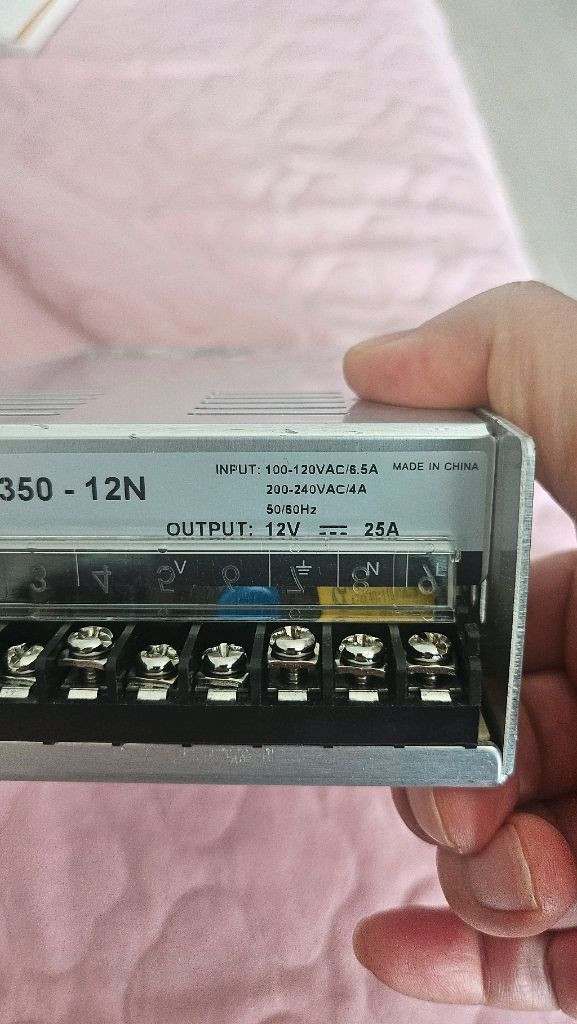 350 - 12N
INPUT: 100-120VAC/6.5A MADE IN CHINA
200-240VAC/4A
50/60Hz
OUTPUT: 12V ⎓ 25A
V ⏚ N
3 4 5 6 7 8 9